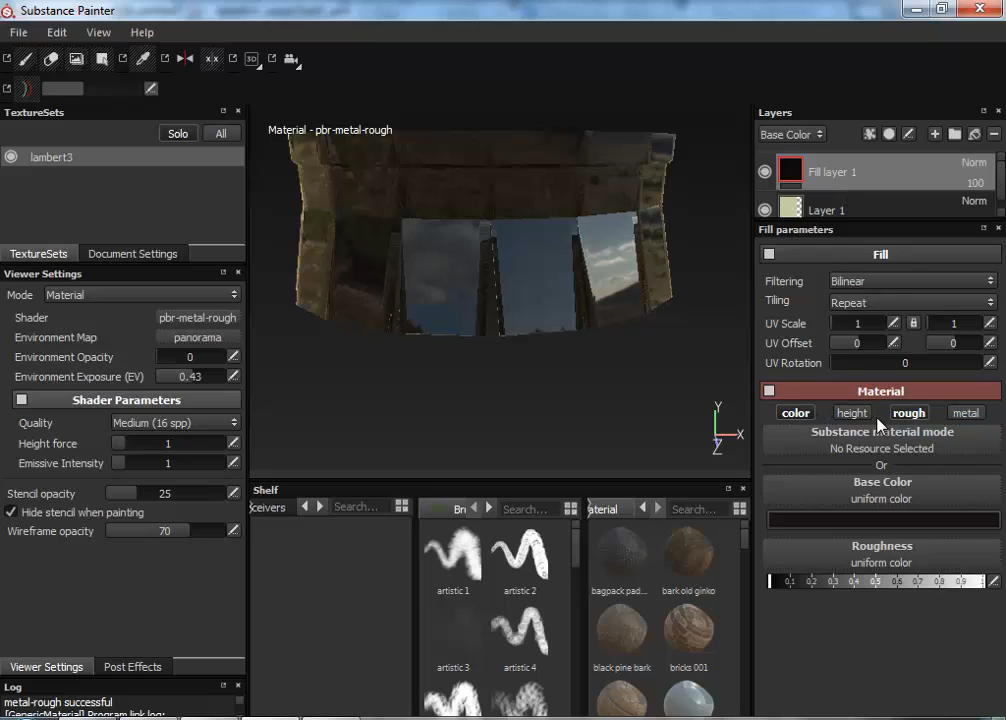 Substance Painter
File Edit View Help
TextureSets
Solo All
lambert3
TextureSets Document Settings
Viewer Settings
Mode Material
Shader pbr-metal-rough
Environment Map panorama
Environment Opacity 0
Environment Exposure (EV) 0.43
Shader Parameters
Quality Medium (16 spp)
Height force 1
Emissive Intensity 1
Stencil opacity 25
Hide stencil when painting
Wireframe opacity 70
Viewer Settings Post Effects
Log
metal-rough successful
[GenericMaterial] Program link log:
Material - pbr-metal-rough
Y
X
Z
Shelf
ceivers Search... Br Search... aterial Search...
artistic 1 artistic 2 bagpack pad... bark old ginko
artistic 3 artistic 4 black pine bark bricks 001
Layers
Base Color
Fill layer 1 Norm
100
Layer 1 Norm
Fill parameters
Fill
Filtering Bilinear
Tiling Repeat
UV Scale 1 1
UV Offset 0 0
UV Rotation 0
Material
color height rough metal
Substance material mode
No Resource Selected
Or
Base Color
uniform color
Roughness
uniform color
0.1 0.2 0.3 0.4 0.5 0.6 0.7 0.8 0.9 1